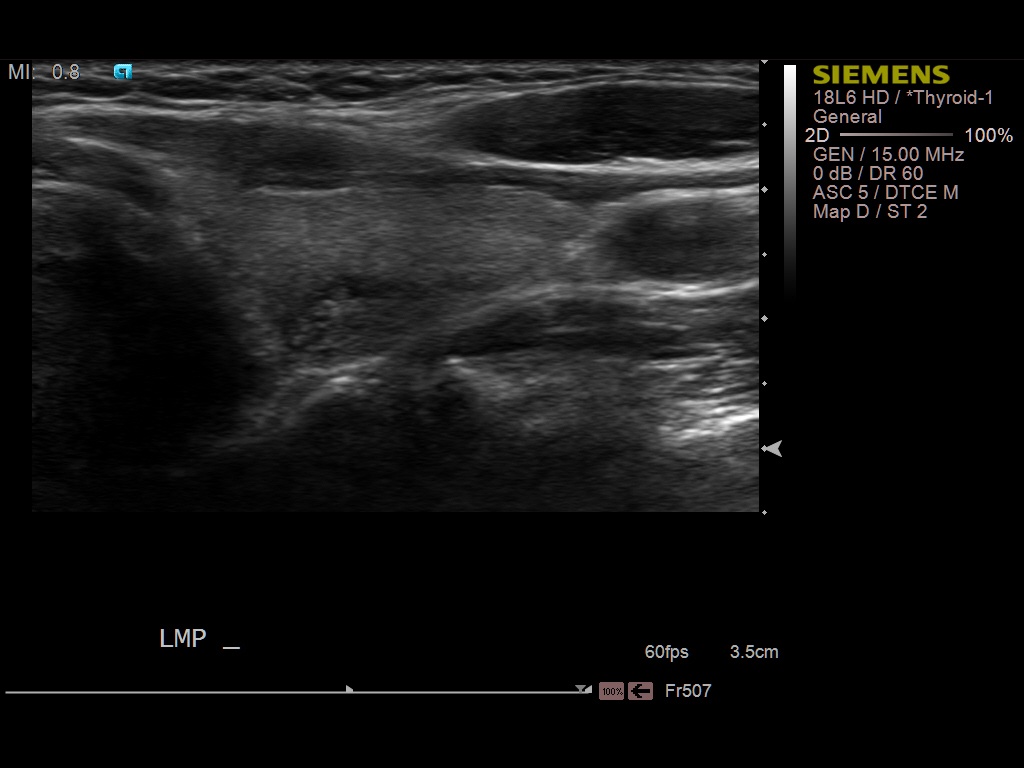 MI: 0.8
SIEMENS
18L6 HD / *Thyroid-1
General
2D 100%
GEN / 15.00 MHz
0 dB / DR 60
ASC 5 / DTCE M
Map D / ST 2
LMP _
60fps 3.5cm
100% Fr507